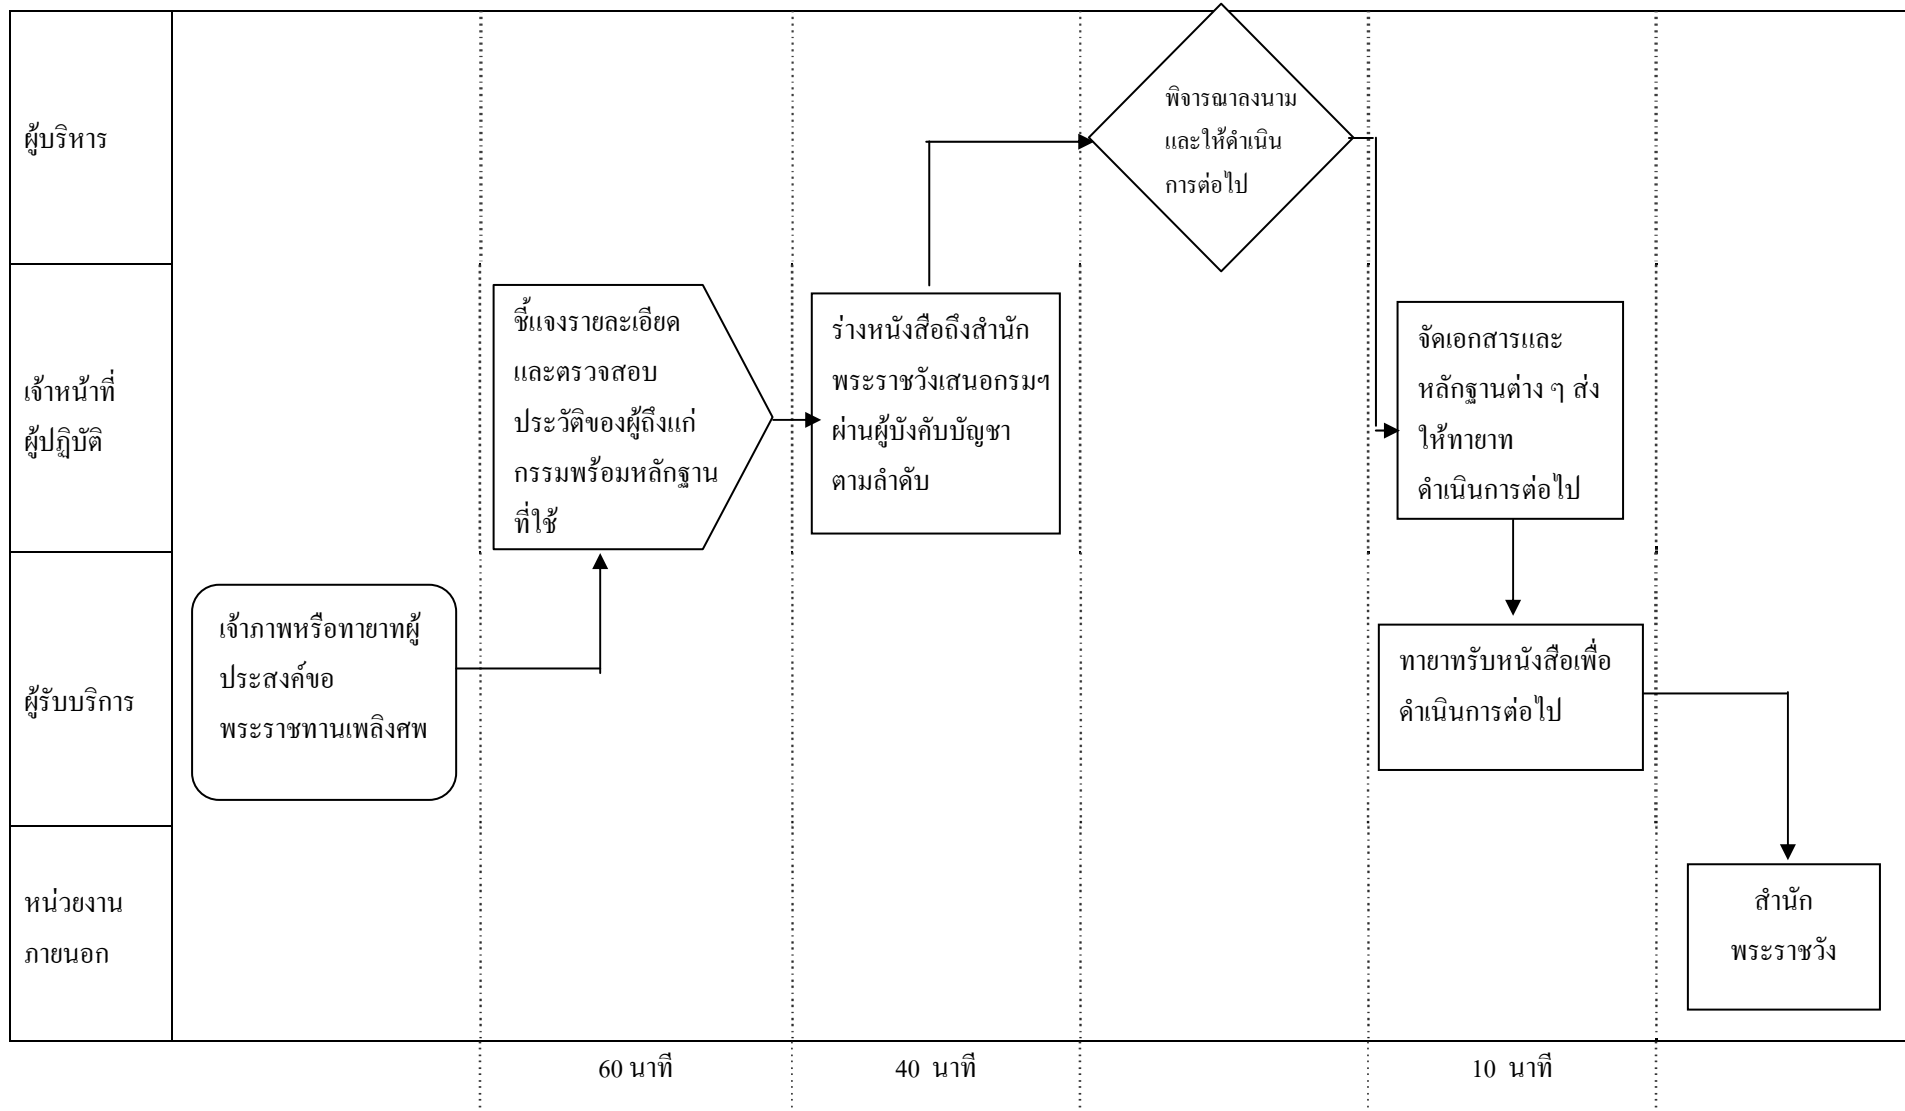 ผู้บริหาร
พิจารณาลงนาม
และให้ดำเนิน
การต่อไป
เจ้าหน้าที่
ผู้ปฏิบัติ
ชี้แจงรายละเอียด
และตรวจสอบ
ประวัติของผู้ถึงแก่
กรรมพร้อมหลักฐาน
ที่ใช้
ร่างหนังสือถึงสำนัก
พระราชวังเสนอกรมฯ
ผ่านผู้บังคับบัญชา
ตามลำดับ
จัดเอกสารและ
หลักฐานต่าง ๆ ส่ง
ให้ทายาท
ดำเนินการต่อไป
ผู้รับบริการ
เจ้าภาพหรือทายาทผู้
ประสงค์ขอ
พระราชทานเพลิงศพ
ทายาทรับหนังสือเพื่อ
ดำเนินการต่อไป
หน่วยงาน
ภายนอก
สำนัก
พระราชวัง
60 นาที
40 นาที
10 นาที